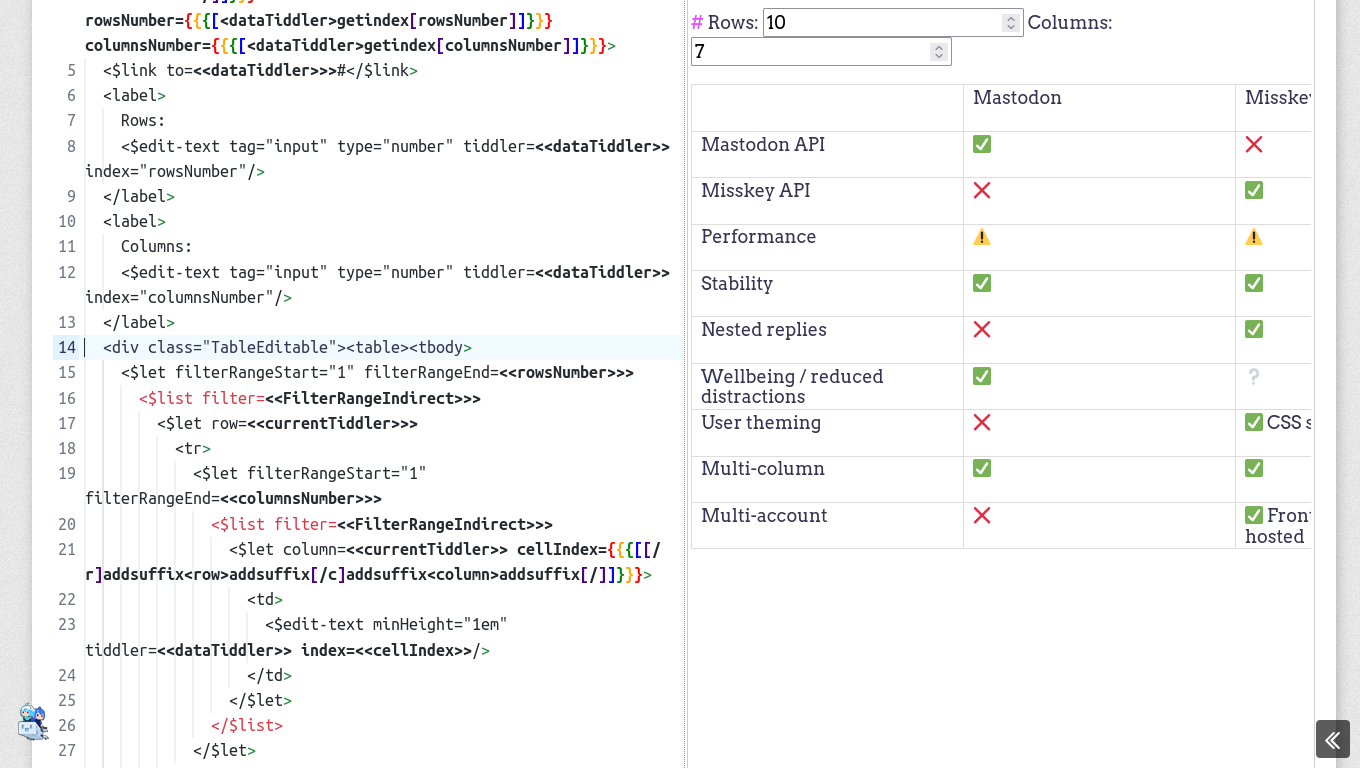 rowsNumber={{{[<dataTiddler>getindex[rowsNumber]]}}}
columnsNumber={{{[<dataTiddler>getindex[columnsNumber]]}}}>
5 <$link to=<<dataTiddler>>>#</$link>
6 <label>
7 Rows:
8 <$edit-text tag="input" type="number" tiddler=<<dataTiddler>>
index="rowsNumber"/>
9 </label>
10 <label>
11 Columns:
12 <$edit-text tag="input" type="number" tiddler=<<dataTiddler>>
index="columnsNumber"/>
13 </label>
14 <div class="TableEditable"><table><tbody>
15 <$let filterRangeStart="1" filterRangeEnd=<<rowsNumber>>>
16 <$list filter=<<FilterRangeIndirect>>>
17 <$let row=<<currentTiddler>>>
18 <tr>
19 <$let filterRangeStart="1"
filterRangeEnd=<<columnsNumber>>>
20 <$list filter=<<FilterRangeIndirect>>>
21 <$let column=<<currentTiddler>> cellIndex={{{[[/
r]addsuffix<row>addsuffix[/c]addsuffix<column>addsuffix[/]]}}}>
22 <td>
23 <$edit-text minHeight="1em"
tiddler=<<dataTiddler>> index=<<cellIndex>>/>
24 </td>
25 </$let>
26 </$list>
27 </$let>
# Rows: 10 Columns:
7
Mastodon Misskey
Mastodon API ✅ ❌
Misskey API ❌ ✅
Performance ⚠️ ⚠️
Stability ✅ ✅
Nested replies ❌ ✅
Wellbeing / reduced ✅ ❔
distractions
User theming ❌ ✅ CSS s
Multi-column ✅ ✅
Multi-account ❌ ✅ Fron
hosted